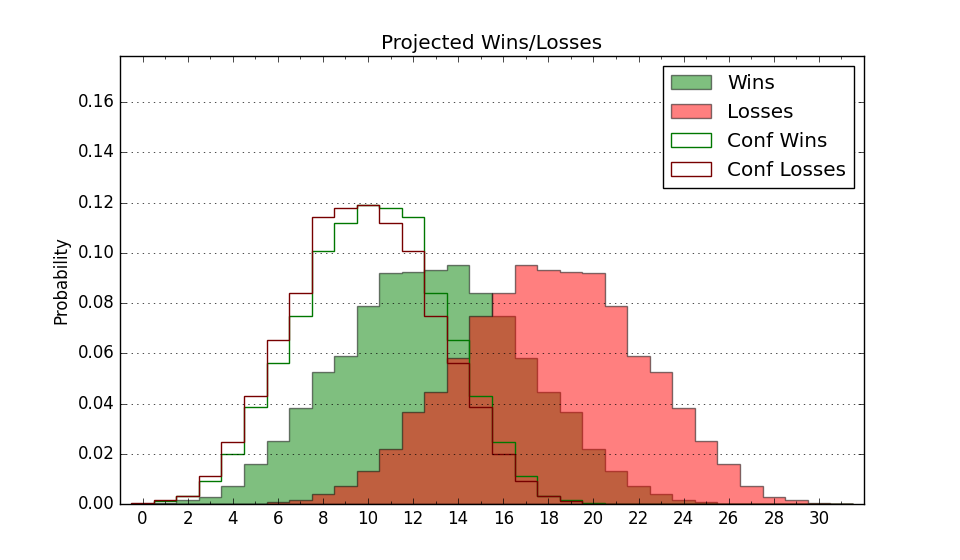 Projected Wins/Losses
Wins
Losses
Conf Wins
Conf Losses
Probability
0.16
0.14
0.12
0.10
0.08
0.06
0.04
0.02
0.00
0 2 4 6 8 10 12 14 16 18 20 22 24 26 28 30